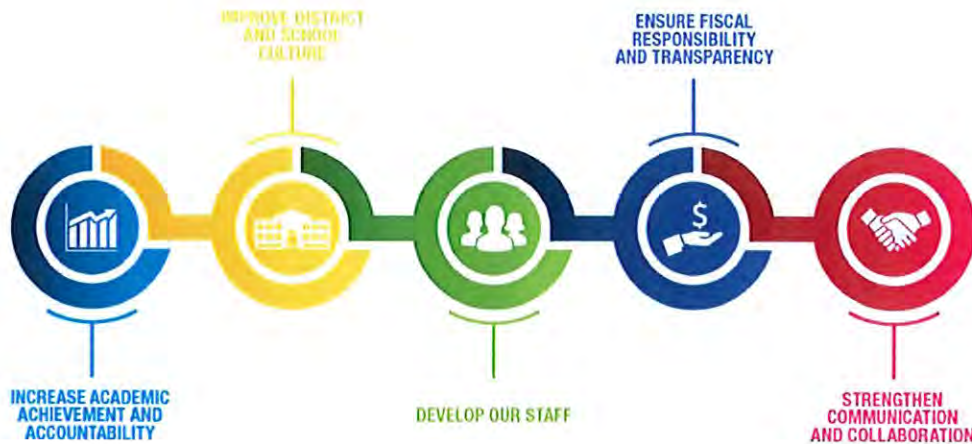 IMPROVE DISTRICT
AND SCHOOL
CULTURE
ENSURE FISCAL
RESPONSIBILITY
AND TRANSPARENCY
$
INCREASE ACADEMIC
ACHIEVEMENT AND
ACCOUNTABILITY
DEVELOP OUR STAFF
STRENGTHEN
COMMUNICATION
AND COLLABORATION